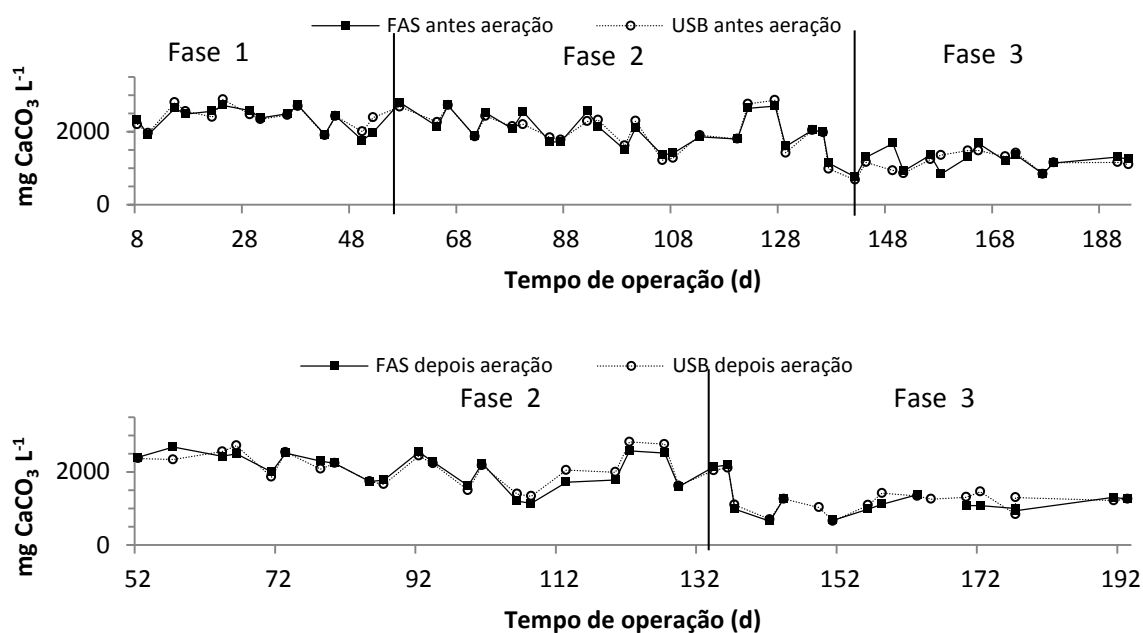 FAS antes aeração USB antes aeração
Fase 1 Fase 2 Fase 3
mg CaCO₃ L⁻¹
2000
0
8 28 48 68 88 108 128 148 168 188
Tempo de operação (d)
FAS depois aeração USB depois aeração
Fase 2 Fase 3
mg CaCO₃ L⁻¹
2000
0
52 72 92 112 132 152 172 192
Tempo de operação (d)